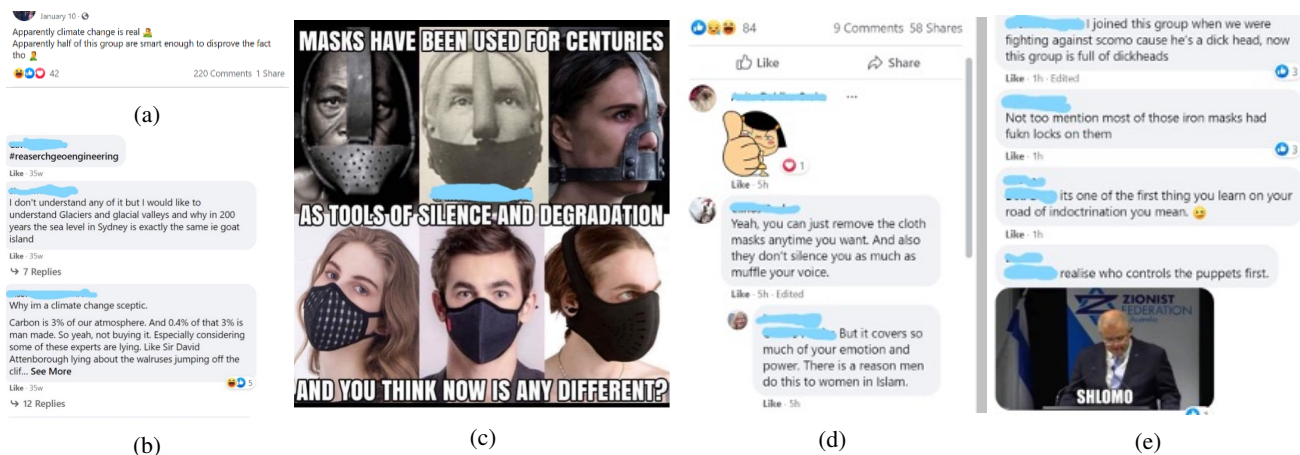 January 10 ·
Apparently climate change is real
Apparently half of this group are smart enough to disprove the fact
tho
42
220 Comments 1 Share
(a)
#reaserchgeoengineering
Like · 35w
I don't understand any of it but I would like to
understand Glaciers and glacial valleys and why in 200
years the sea level in Sydney is exactly the same ie goat
island
Like · 35w
7 Replies
Why im a climate change sceptic.
Carbon is 3% of our atmosphere. And 0.4% of that 3% is
man made. So yeah, not buying it. Especially considering
some of these experts are lying. Like Sir David
Attenborough lying about the walruses jumping off the
clif... See More
Like · 35w
5
12 Replies
(b)
MASKS HAVE BEEN USED FOR CENTURIES
AS TOOLS OF SILENCE AND DEGRADATION
AND YOU THINK NOW IS ANY DIFFERENT?
(c)
84
9 Comments 58 Shares
Like
Share
1
Like · 5h
Yeah, you can just remove the cloth
masks anytime you want. And also
they don't silence you as much as
muffle your voice.
Like · 5h · Edited
But it covers so
much of your emotion and
power. There is a reason men
do this to women in Islam.
Like · 5h
(d)
I joined this group when we were
fighting against scomo cause he's a dick head, now
this group is full of dickheads
Like · 1h · Edited
3
Not too mention most of those iron masks had
fukn locks on them
Like · 1h
3
its one of the first thing you learn on your
road of indoctrination you mean.
Like · 1h
realise who controls the puppets first.
ZIONIST
FEDERATION
SHLOMO
1
(e)